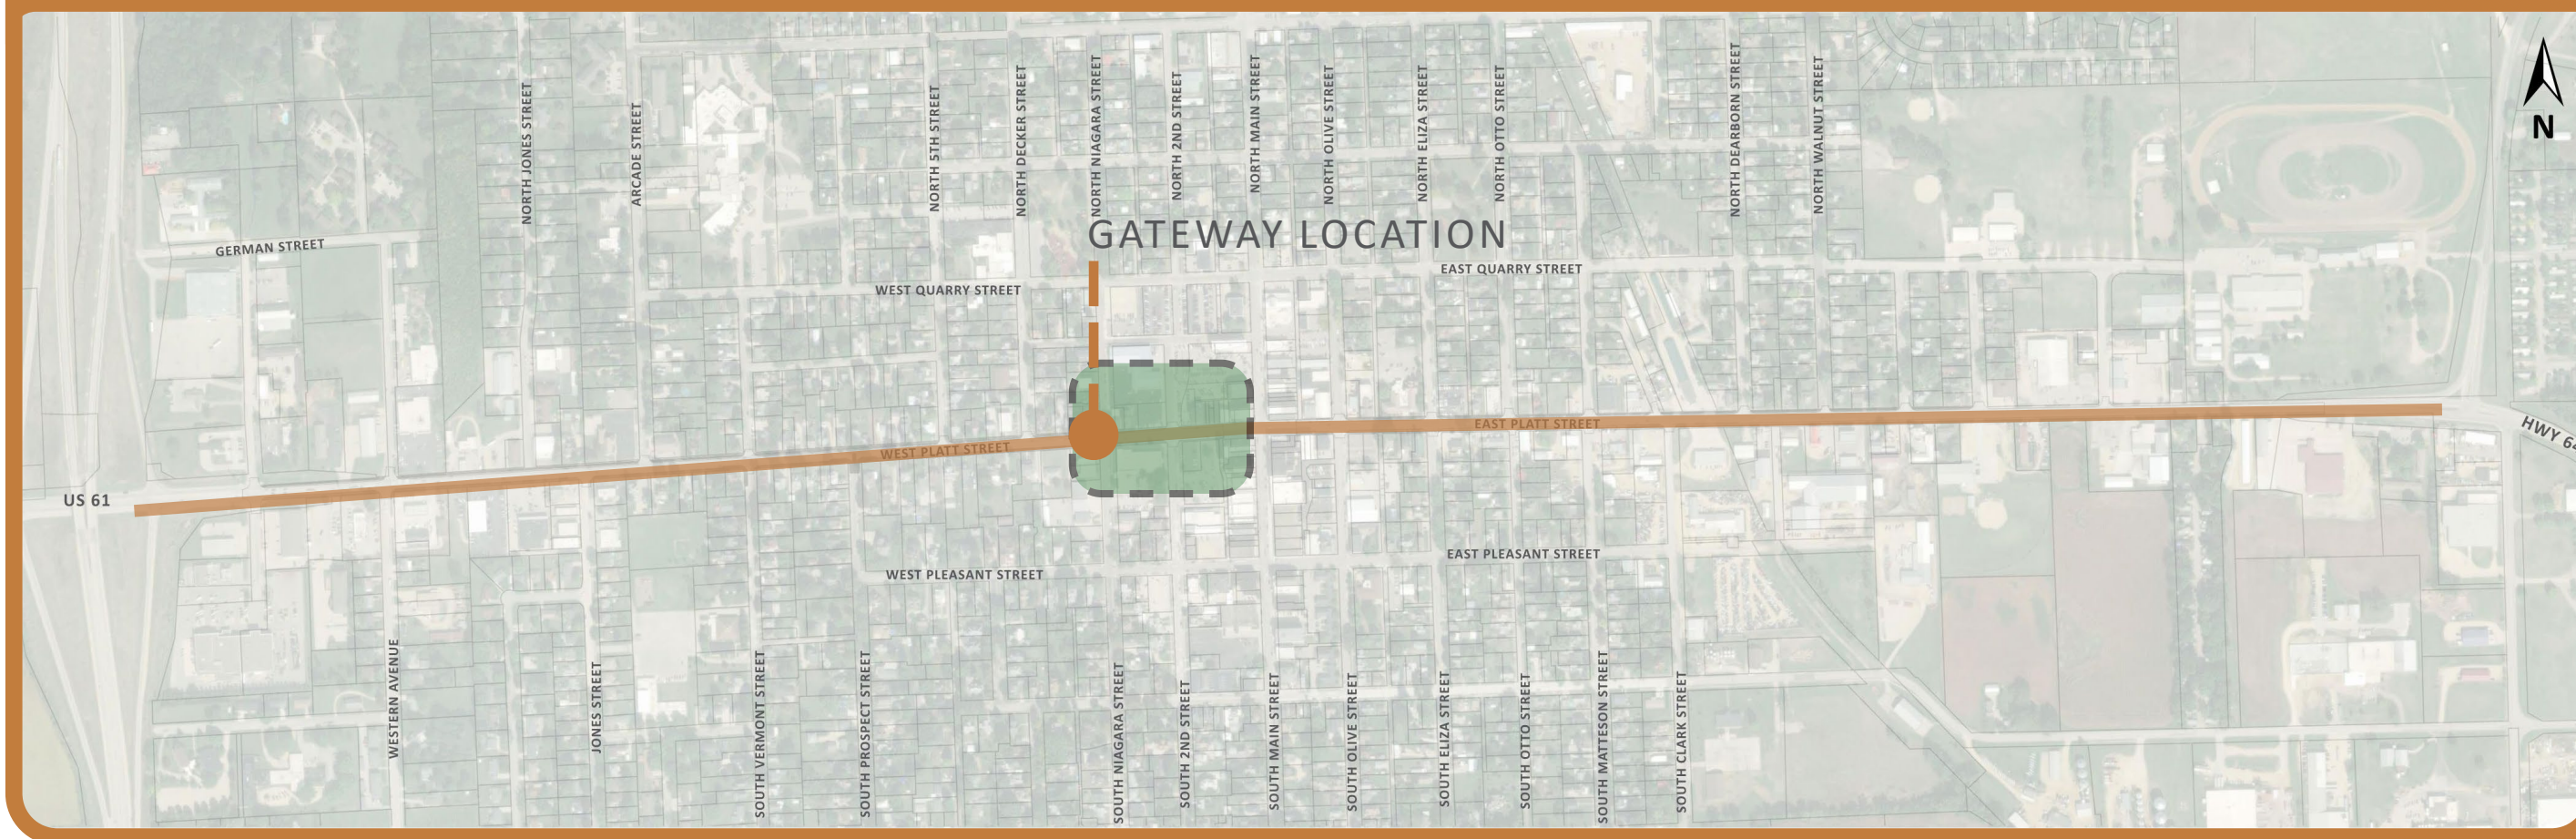 NORTH JONES STREET
ARCADE STREET
NORTH 5TH STREET
NORTH DECKER STREET
NORTH NIAGARA STREET
NORTH 2ND STREET
NORTH MAIN STREET
NORTH OLIVE STREET
NORTH ELIZA STREET
NORTH OTTO STREET
NORTH DEARBORN STREET
NORTH WALNUT STREET
N
GATEWAY LOCATION
GERMAN STREET
WEST QUARRY STREET
EAST QUARRY STREET
WEST PLATT STREET
EAST PLATT STREET
HWY 64
US 61
WEST PLEASANT STREET
EAST PLEASANT STREET
WESTERN AVENUE
JONES STREET
SOUTH VERMONT STREET
SOUTH PROSPECT STREET
SOUTH NIAGARA STREET
SOUTH 2ND STREET
SOUTH MAIN STREET
SOUTH OLIVE STREET
SOUTH ELIZA STREET
SOUTH OTTO STREET
SOUTH MATTESON STREET
SOUTH CLARK STREET